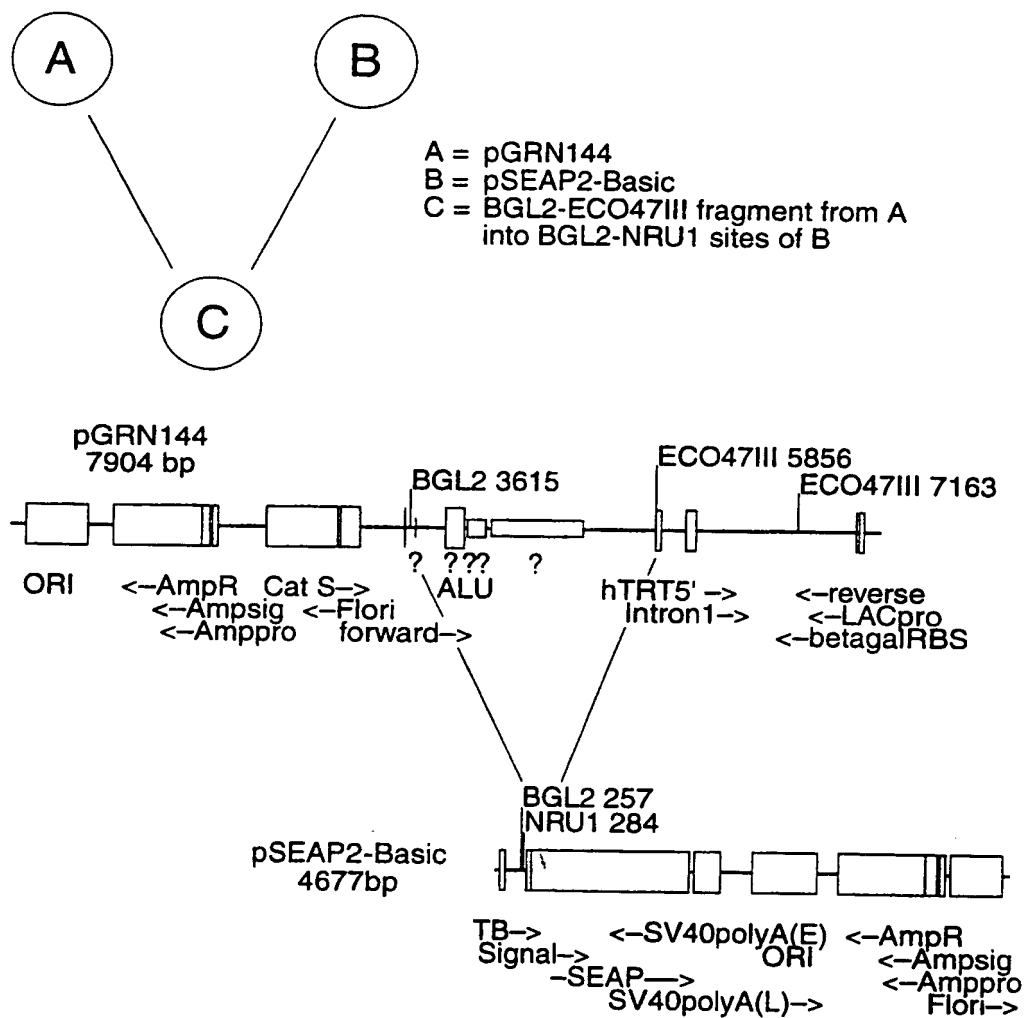 A
B
A = pGRN144
B = pSEAP2-Basic
C = BGL2-ECO47III fragment from A
into BGL2-NRU1 sites of B
C
pGRN144
7904 bp
ECO47III 5856
BGL2 3615
ECO47III 7163
? ? ?? ?
ORI <–AmpR Cat S–> ALU hTRT5' –> <–reverse
<–Ampsig <–Flori Intron1–> <–LACpro
<–Amppro forward–> <–betagalRBS
BGL2 257
NRU1 284
pSEAP2-Basic
4677bp
TB–> <–SV40polyA(E) <–AmpR
Signal–> ORI <–Ampsig
–SEAP–> <–Amppro
SV40polyA(L)–> Flori–>